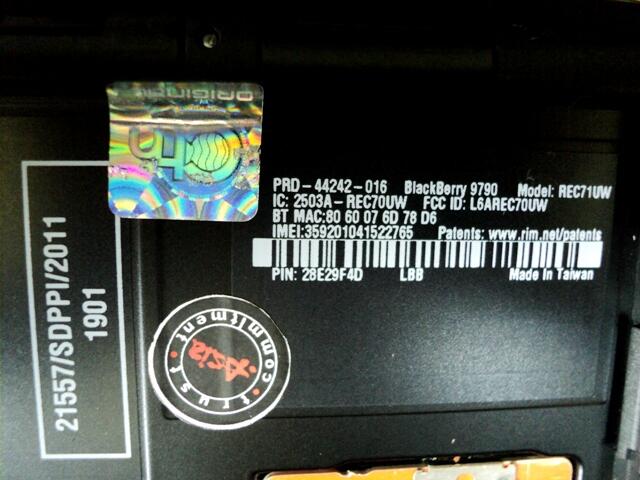 ORIGINAL
PRD-44242-016 BlackBerry 9790 Model: REC71UW
IC: 2503A-REC70UW FCC ID: L6AREC70UW
BT MAC:80 60 07 6D 78 D6
IMEI:359201041522765 Patents: www.rim.net/patents
PIN: 28E29F4D LBB Made In Taiwan
21557/SDPPI/2011
1901
commitment
trust
Asia